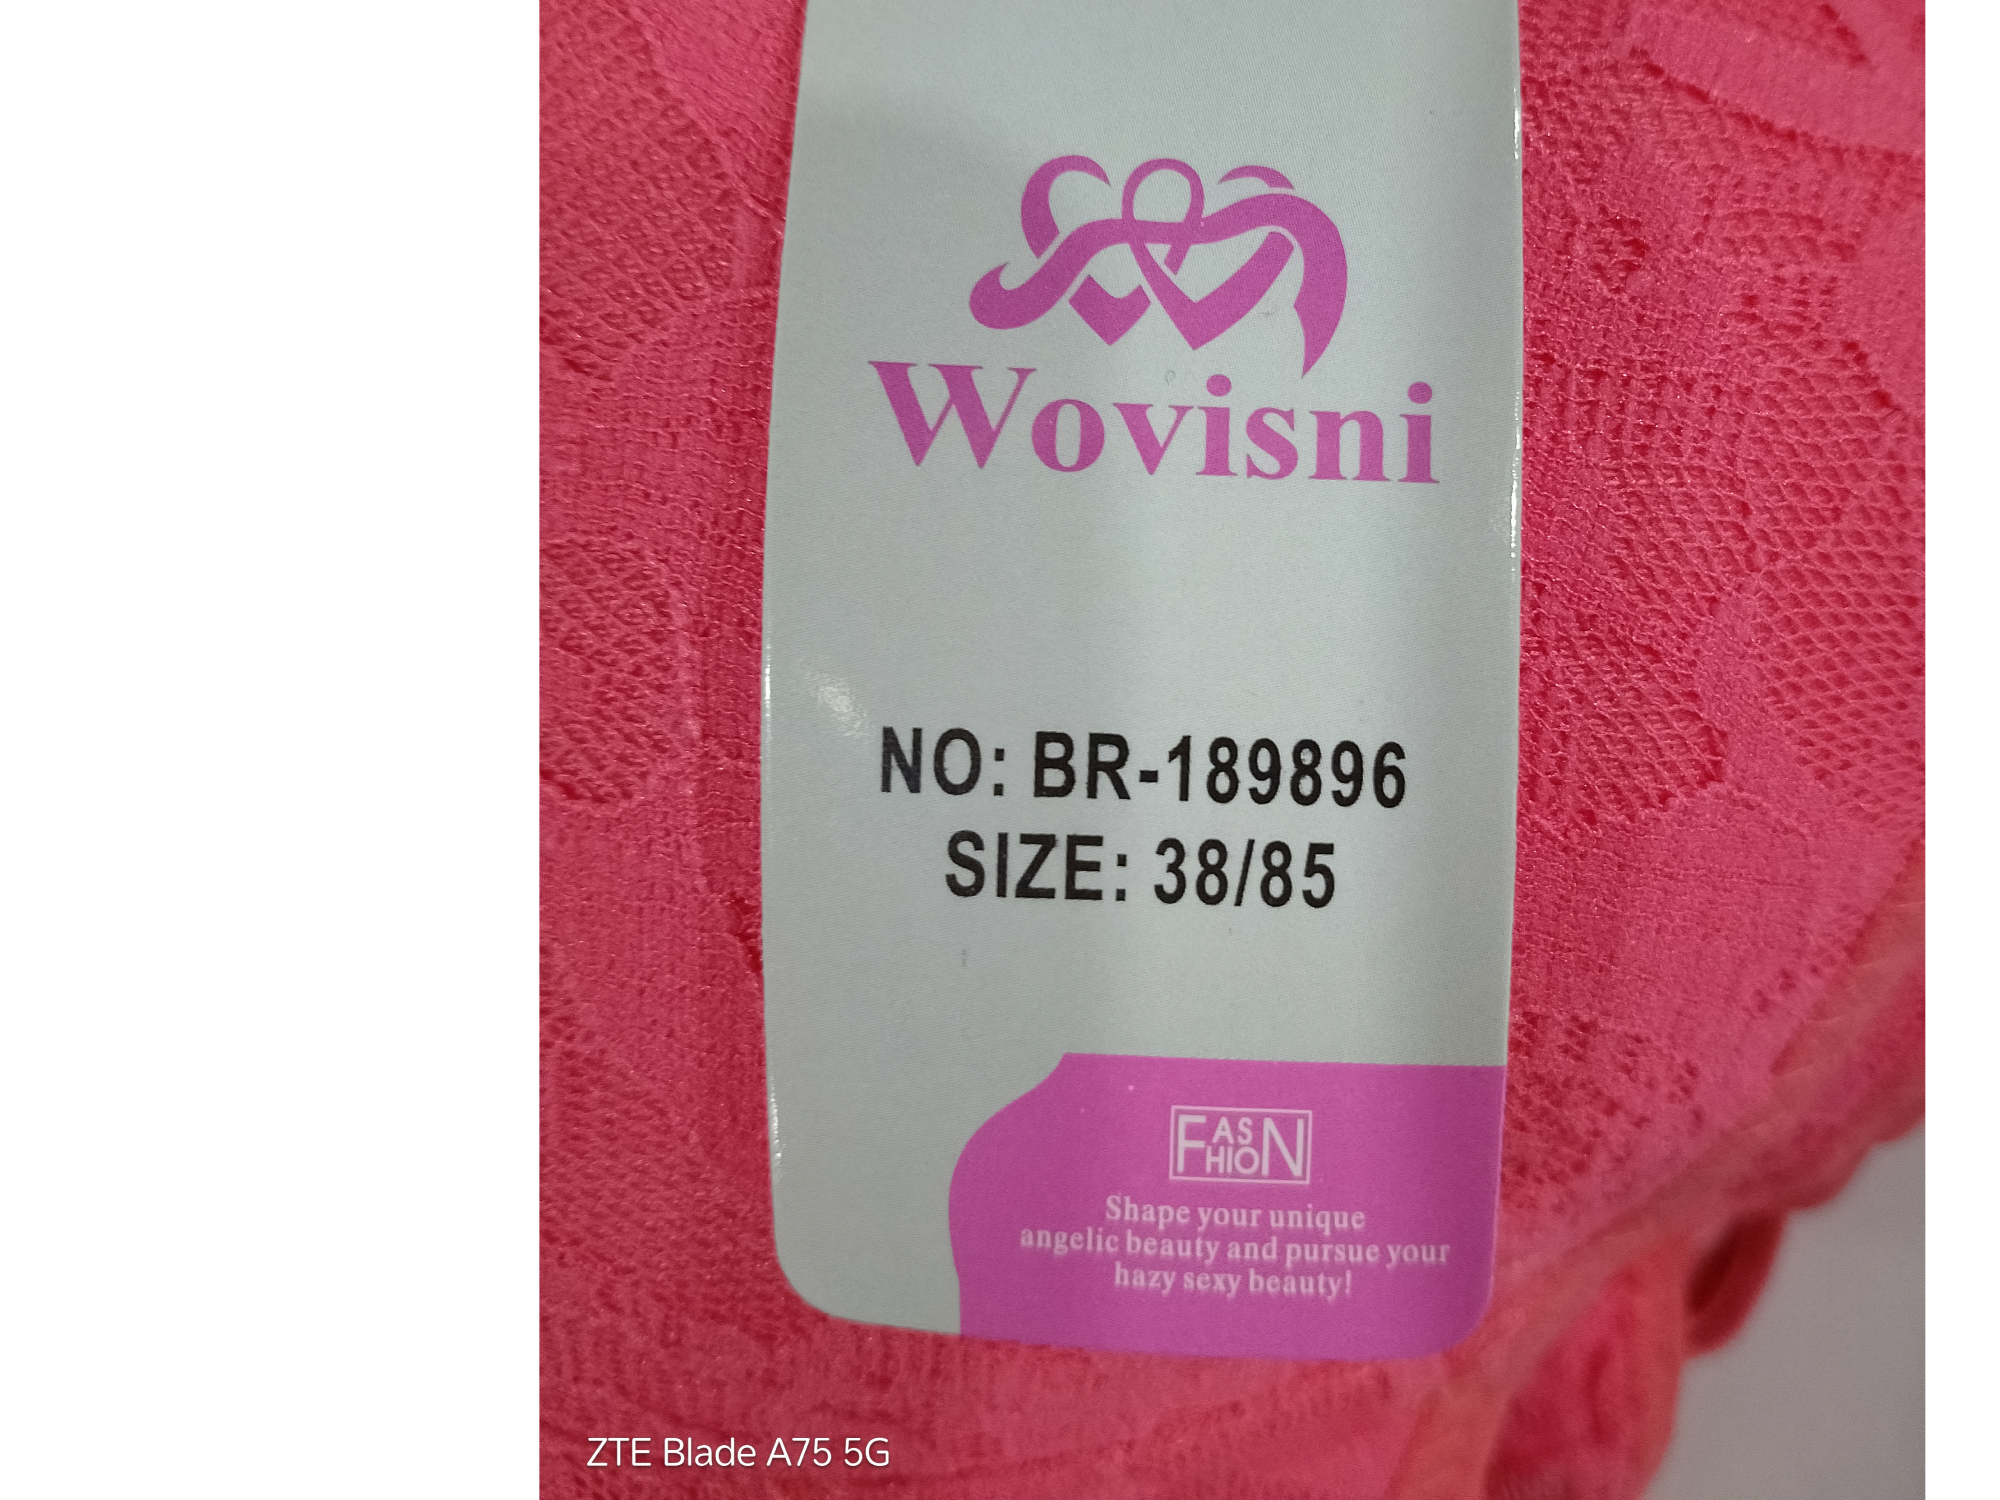 Wovisni
NO: BR-189896
SIZE: 38/85
FASHION
Shape your unique
angelic beauty and pursue your
hazy sexy beauty!
ZTE Blade A75 5G